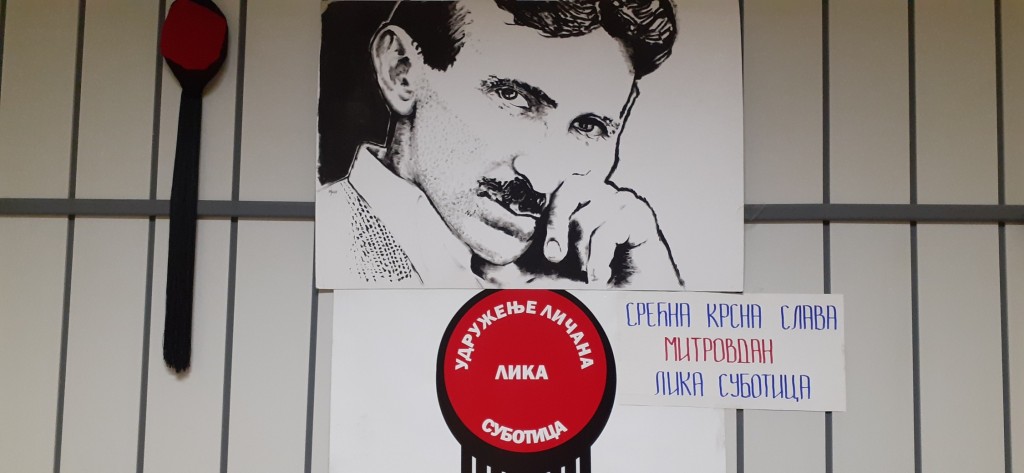 УДРУЖЕЊЕ ЛИЧАНА
ЛИКА
СУБОТИЦА
СРЕЋНА КРСНА СЛАВА
МИТРОВДАН
ЛИКА СУБОТИЦА